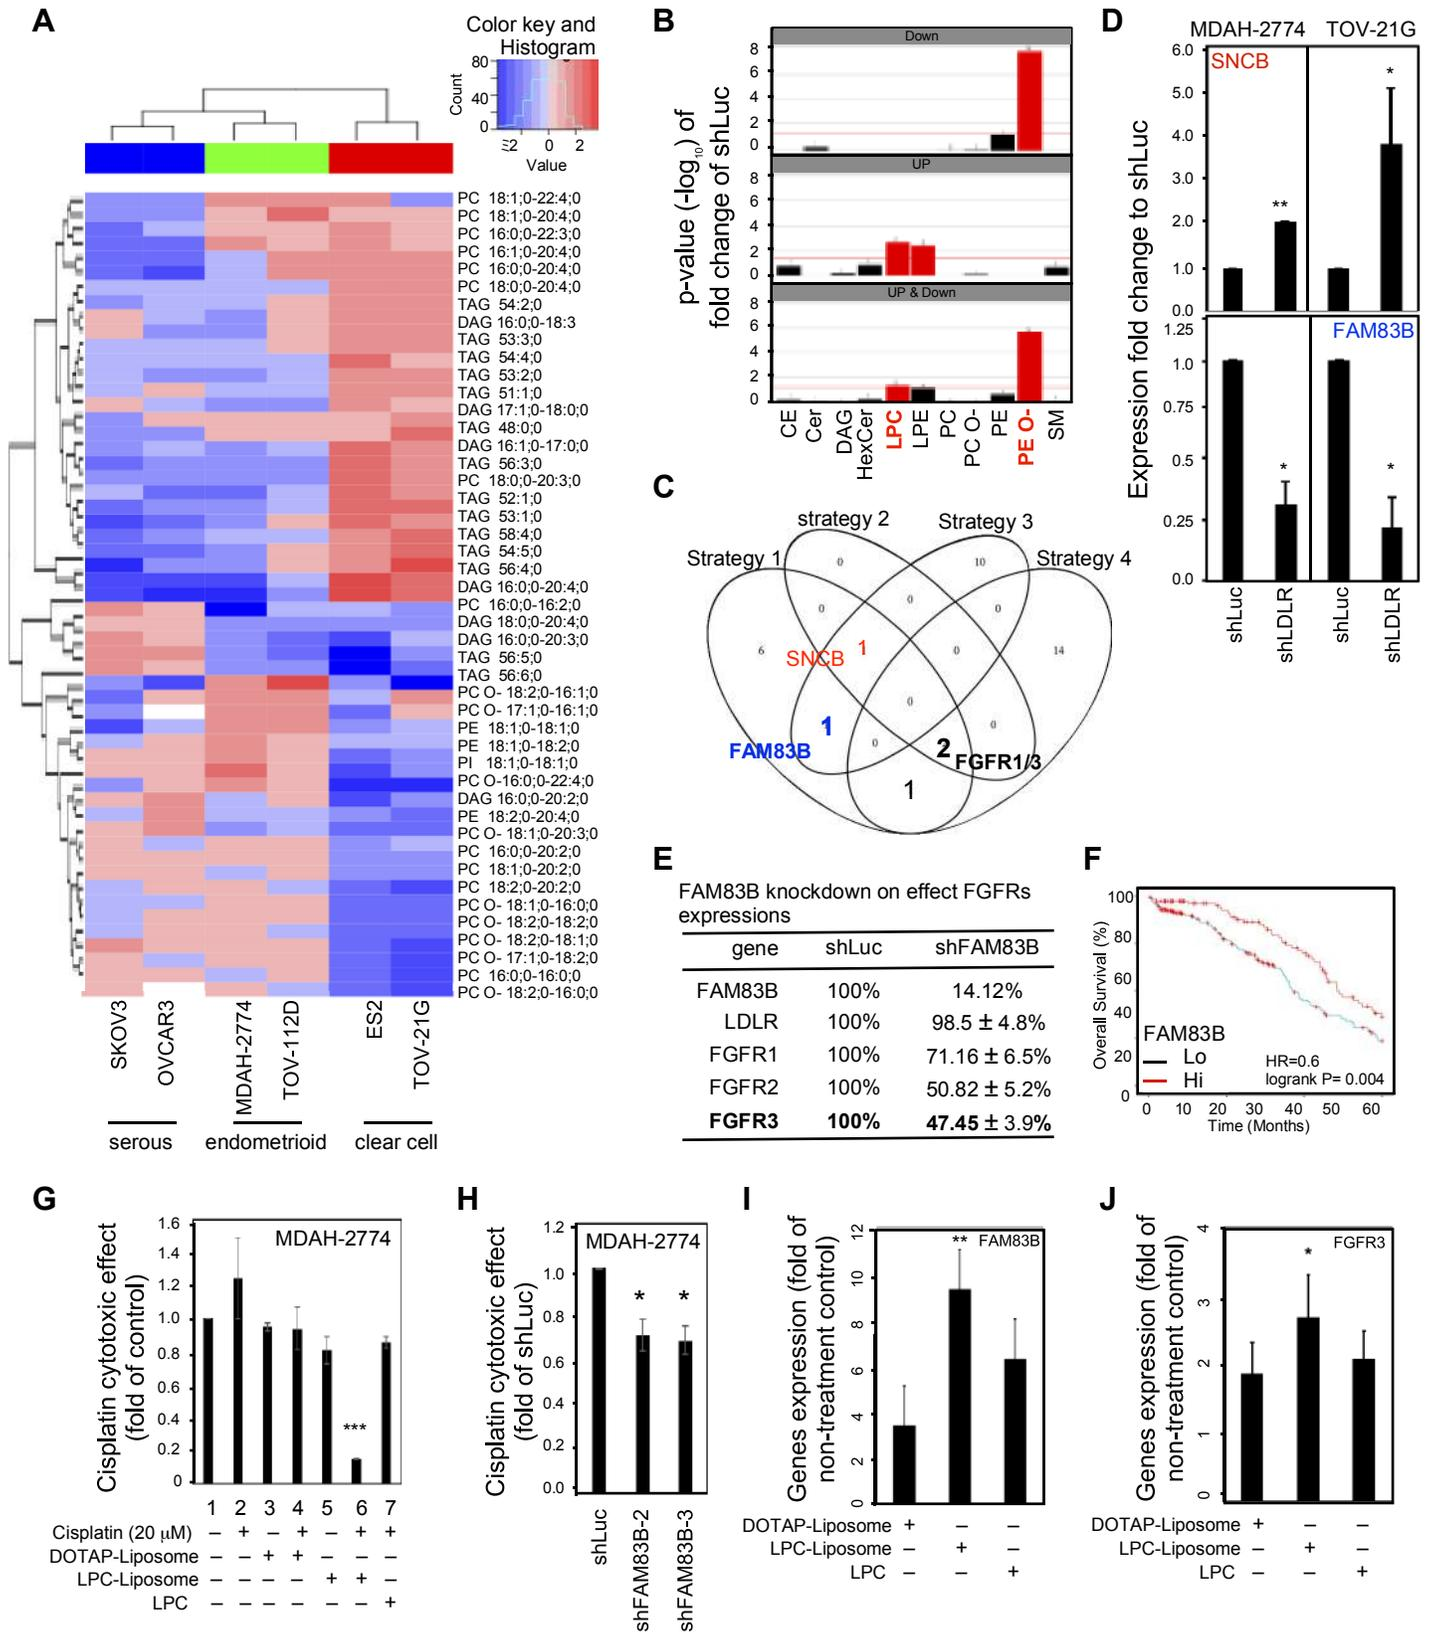 A
Color key and
Histogram
Count
80
40
0
-2
0
2
Value
PC 18:1;0-22:4;0
PC 18:1;0-20:4;0
PC 16:0;0-22:3;0
PC 16:1;0-20:4;0
PC 16:0;0-20:4;0
PC 18:0;0-20:4;0
TAG 54:2;0
DAG 16:0;0-18:3
TAG 53:3;0
TAG 54:4;0
TAG 53:2;0
TAG 51:1;0
DAG 17:1;0-18:0;0
TAG 48:0;0
DAG 16:1;0-17:0;0
TAG 56:3;0
PC 18:0;0-20:3;0
TAG 52:1;0
TAG 53:1;0
TAG 58:4;0
TAG 54:5;0
TAG 56:4;0
DAG 16:0;0-20:4;0
PC 16:0;0-16:2;0
DAG 18:0;0-20:4;0
DAG 16:0;0-20:3;0
TAG 56:5;0
TAG 56:6;0
PC O- 18:2;0-16:1;0
PC O- 17:1;0-16:1;0
PE 18:1;0-18:1;0
PE 18:1;0-18:2;0
PI 18:1;0-18:1;0
PC O-16:0;0-22:4;0
DAG 16:0;0-20:2;0
PE 18:2;0-20:4;0
PC O- 18:1;0-20:3;0
PC 16:0;0-20:2;0
PC 18:1;0-20:2;0
PC 18:2;0-20:2;0
PC O- 18:1;0-16:0;0
PC O- 18:2;0-18:2;0
PC O- 18:2;0-18:1;0
PC O- 17:1;0-18:2;0
PC 16:0;0-16:0;0
PC O- 18:2;0-16:0;0
SKOV3
OVCAR3
MDAH-2774
TOV-112D
ES2
TOV-21G
serous
endometrioid
clear cell
B
p-value (-log10) of
fold change of shLuc
Down
8
6
4
2
0
UP
8
6
4
2
0
UP & Down
8
6
4
2
0
CE
Cer
DAG
HexCer
LPC
LPE
PC
PC O-
PE
PE O-
SM
C
Strategy 1
strategy 2
Strategy 3
Strategy 4
0
10
0
0
0
6
SNCB
1
0
14
0
1
0
FAM83B
0
2
FGFR1/3
1
D
MDAH-2774
TOV-21G
Expression fold change to shLuc
SNCB
6.0
5.0
4.0
3.0
2.0
1.0
0.0
**
*
FAM83B
1.25
1.0
0.75
0.5
0.25
0.0
*
*
shLuc
shLDLR
shLuc
shLDLR
E
FAM83B knockdown on effect FGFRs
expressions
gene shLuc shFAM83B
FAM83B 100% 14.12%
LDLR 100% 98.5 ± 4.8%
FGFR1 100% 71.16 ± 6.5%
FGFR2 100% 50.82 ± 5.2%
FGFR3 100% 47.45 ± 3.9%
F
Overall Survival (%)
100
80
60
40
20
0
FAM83B
Lo
Hi
HR=0.6
logrank P= 0.004
0 10 20 30 40 50 60
Time (Months)
G
Cisplatin cytotoxic effect
(fold of control)
MDAH-2774
1.6
1.4
1.2
1.0
0.8
0.6
0.4
0.2
0
***
1 2 3 4 5 6 7
Cisplatin (20 μM) – + – + – + +
DOTAP-Liposome – – + + – – –
LPC-Liposome – – – – + + –
LPC – – – – – – +
H
Cisplatin cytotoxic effect
(fold of shLuc)
MDAH-2774
1.2
1.0
0.8
0.6
0.4
0.2
0.0
*
*
shLuc
shFAM83B-2
shFAM83B-3
I
Genes expression (fold of
non-treatment control)
FAM83B
12
10
8
6
4
2
0
**
DOTAP-Liposome + – –
LPC-Liposome – + –
LPC – – +
J
Genes expression (fold of
non-treatment control)
FGFR3
4
3
2
1
0
*
DOTAP-Liposome + – –
LPC-Liposome – + –
LPC – – +